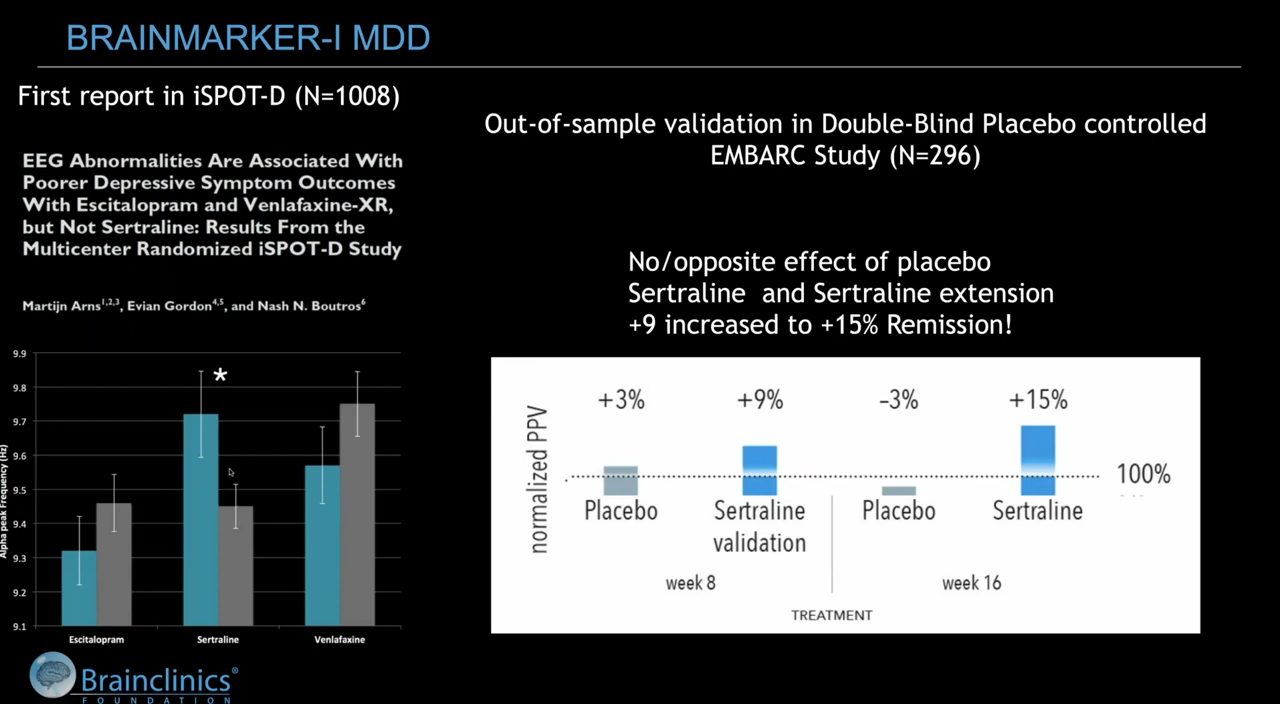 BRAINMARKER-I MDD
First report in iSPOT-D (N=1008)
EEG Abnormalities Are Associated With
Poorer Depressive Symptom Outcomes
With Escitalopram and Venlafaxine-XR,
but Not Sertraline: Results From the
Multicenter Randomized iSPOT-D Study
Martijn Arns1,2,3, Evian Gordon4,5, and Nash N. Boutros6
9.9
9.8
9.7
9.6
9.5
9.4
9.3
9.2
9.1
Alpha peak Frequency (Hz)
*
Escitalopram
Sertraline
Venlafaxine
Out-of-sample validation in Double-Blind Placebo controlled
EMBARC Study (N=296)
No/opposite effect of placebo
Sertraline and Sertraline extension
+9 increased to +15% Remission!
normalized PPV
+3%
+9%
-3%
+15%
100%
Placebo
Sertraline
validation
Placebo
Sertraline
week 8
week 16
TREATMENT
Brainclinics®
FOUNDATION